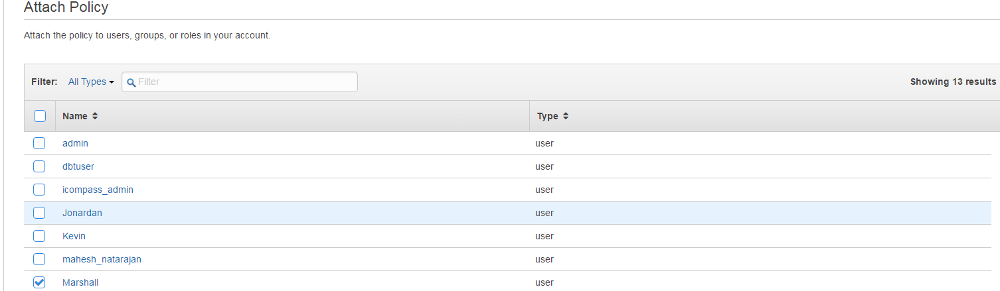 Attach Policy
Attach the policy to users, groups, or roles in your account.
Filter: All Types Filter Showing 13 results
Name Type
admin user
dbtuser user
icompass_admin user
Jonardan user
Kevin user
mahesh_natarajan user
Marshall user